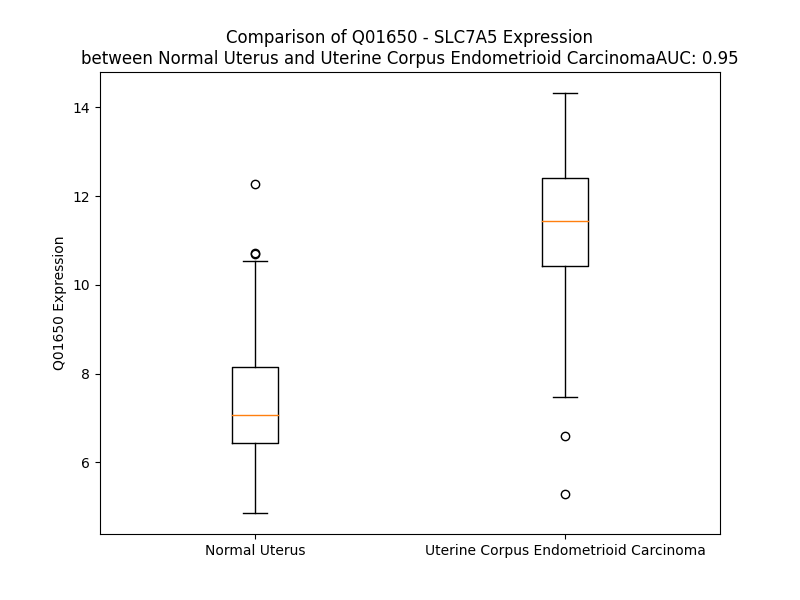 Comparison of Q01650 - SLC7A5 Expression
between Normal Uterus and Uterine Corpus Endometrioid CarcinomaAUC: 0.95
14
12
10
8
6
Q01650 Expression
Normal Uterus
Uterine Corpus Endometrioid Carcinoma